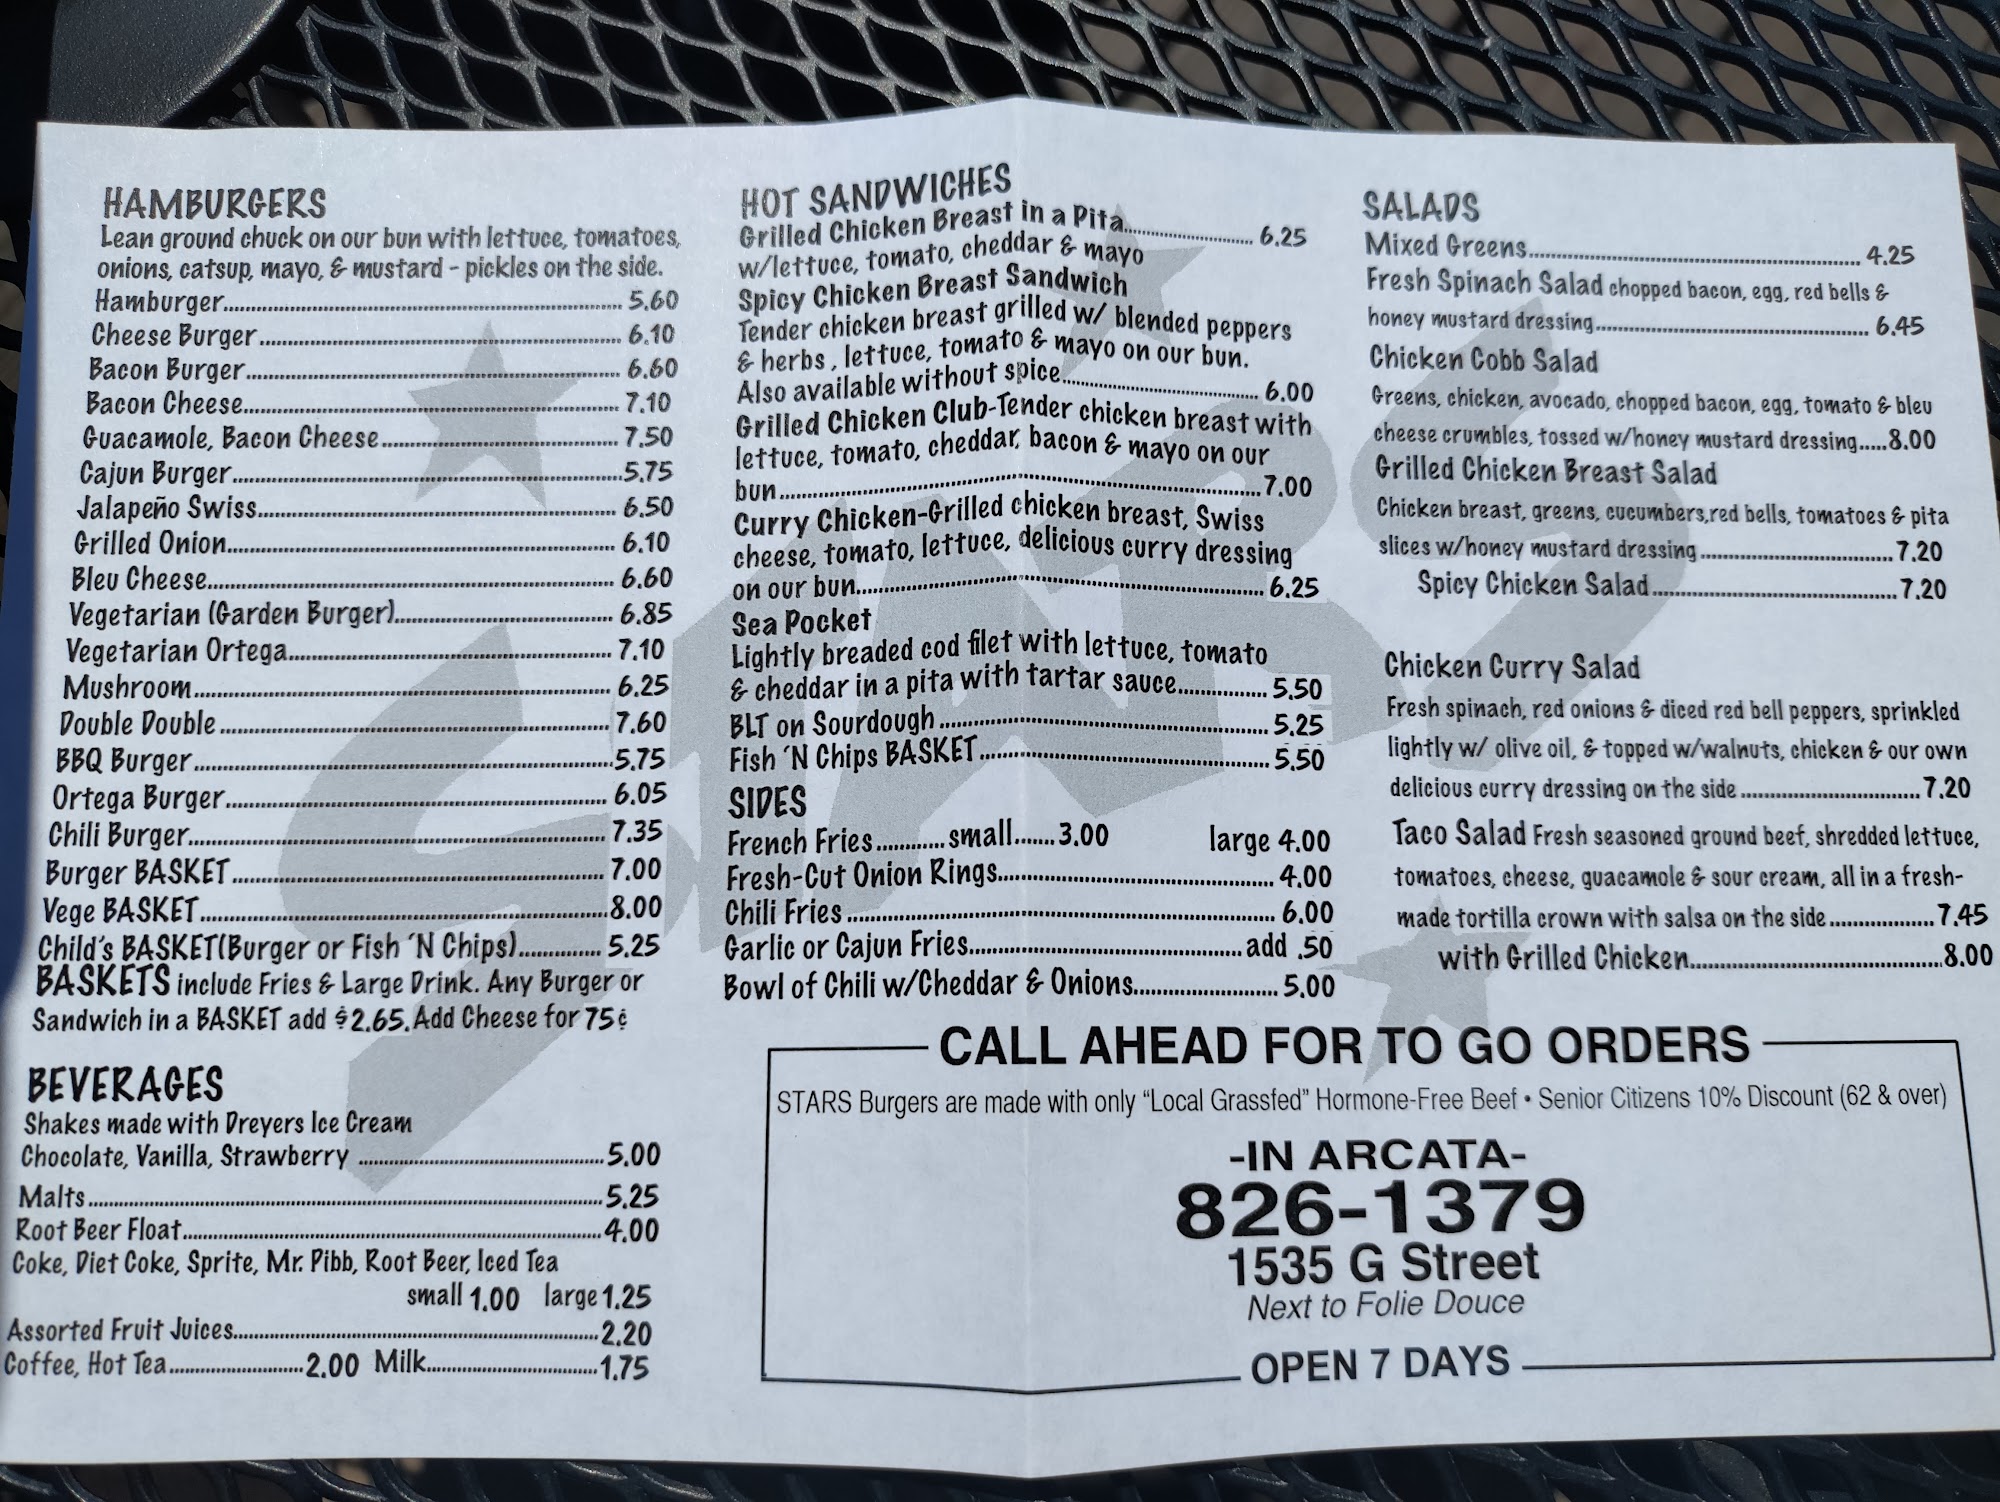 HAMBURGERS
Lean ground chuck on our bun with lettuce, tomatoes,
onions, catsup, mayo, & mustard - pickles on the side.
Hamburger 5.60
Cheese Burger 6.10
Bacon Burger 6.60
Bacon Cheese 7.10
Guacamole, Bacon Cheese 7.50
Cajun Burger 5.75
Jalapeño Swiss 6.50
Grilled Onion 6.10
Bleu Cheese 6.60
Vegetarian (Garden Burger) 6.85
Vegetarian Ortega 7.10
Mushroom 6.25
Double Double 7.60
BBQ Burger 5.75
Ortega Burger 6.05
Chili Burger 7.35
Burger BASKET 7.00
Vege BASKET 8.00
Child's BASKET(Burger or Fish 'N Chips) 5.25
BASKETS include Fries & Large Drink. Any Burger or
Sandwich in a BASKET add $2.65. Add Cheese for 75¢
BEVERAGES
Shakes made with Dreyers Ice Cream
Chocolate, Vanilla, Strawberry 5.00
Malts 5.25
Root Beer Float 4.00
Coke, Diet Coke, Sprite, Mr. Pibb, Root Beer, Iced Tea
small 1.00 large 1.25
Assorted Fruit Juices 2.20
Coffee, Hot Tea 2.00 Milk 1.75
HOT SANDWICHES
Grilled Chicken Breast in a Pita 6.25
w/lettuce, tomato, cheddar & mayo
Spicy Chicken Breast Sandwich
Tender chicken breast grilled w/ blended peppers
& herbs, lettuce, tomato & mayo on our bun.
Also available without spice 6.00
Grilled Chicken Club-Tender chicken breast with
lettuce, tomato, cheddar, bacon & mayo on our
bun 7.00
Curry Chicken-Grilled chicken breast, Swiss
cheese, tomato, lettuce, delicious curry dressing
on our bun 6.25
Sea Pocket
Lightly breaded cod filet with lettuce, tomato
& cheddar in a pita with tartar sauce 5.50
BLT on Sourdough 5.25
Fish 'N Chips BASKET 5.50
SIDES
French Fries small 3.00 large 4.00
Fresh-Cut Onion Rings 4.00
Chili Fries 6.00
Garlic or Cajun Fries add .50
Bowl of Chili w/Cheddar & Onions 5.00
SALADS
Mixed Greens 4.25
Fresh Spinach Salad chopped bacon, egg, red bells &
honey mustard dressing 6.45
Chicken Cobb Salad
Greens, chicken, avocado, chopped bacon, egg, tomato & bleu
cheese crumbles, tossed w/honey mustard dressing 8.00
Grilled Chicken Breast Salad
Chicken breast, greens, cucumbers,red bells, tomatoes & pita
slices w/honey mustard dressing 7.20
Spicy Chicken Salad 7.20
Chicken Curry Salad
Fresh spinach, red onions & diced red bell peppers, sprinkled
lightly w/ olive oil, & topped w/walnuts, chicken & our own
delicious curry dressing on the side 7.20
Taco Salad Fresh seasoned ground beef, shredded lettuce,
tomatoes, cheese, guacamole & sour cream, all in a fresh-
made tortilla crown with salsa on the side 7.45
with Grilled Chicken 8.00
STARS
CALL AHEAD FOR TO GO ORDERS
STARS Burgers are made with only "Local Grassfed" Hormone-Free Beef • Senior Citizens 10% Discount (62 & over)
-IN ARCATA-
826-1379
1535 G Street
Next to Folie Douce
OPEN 7 DAYS